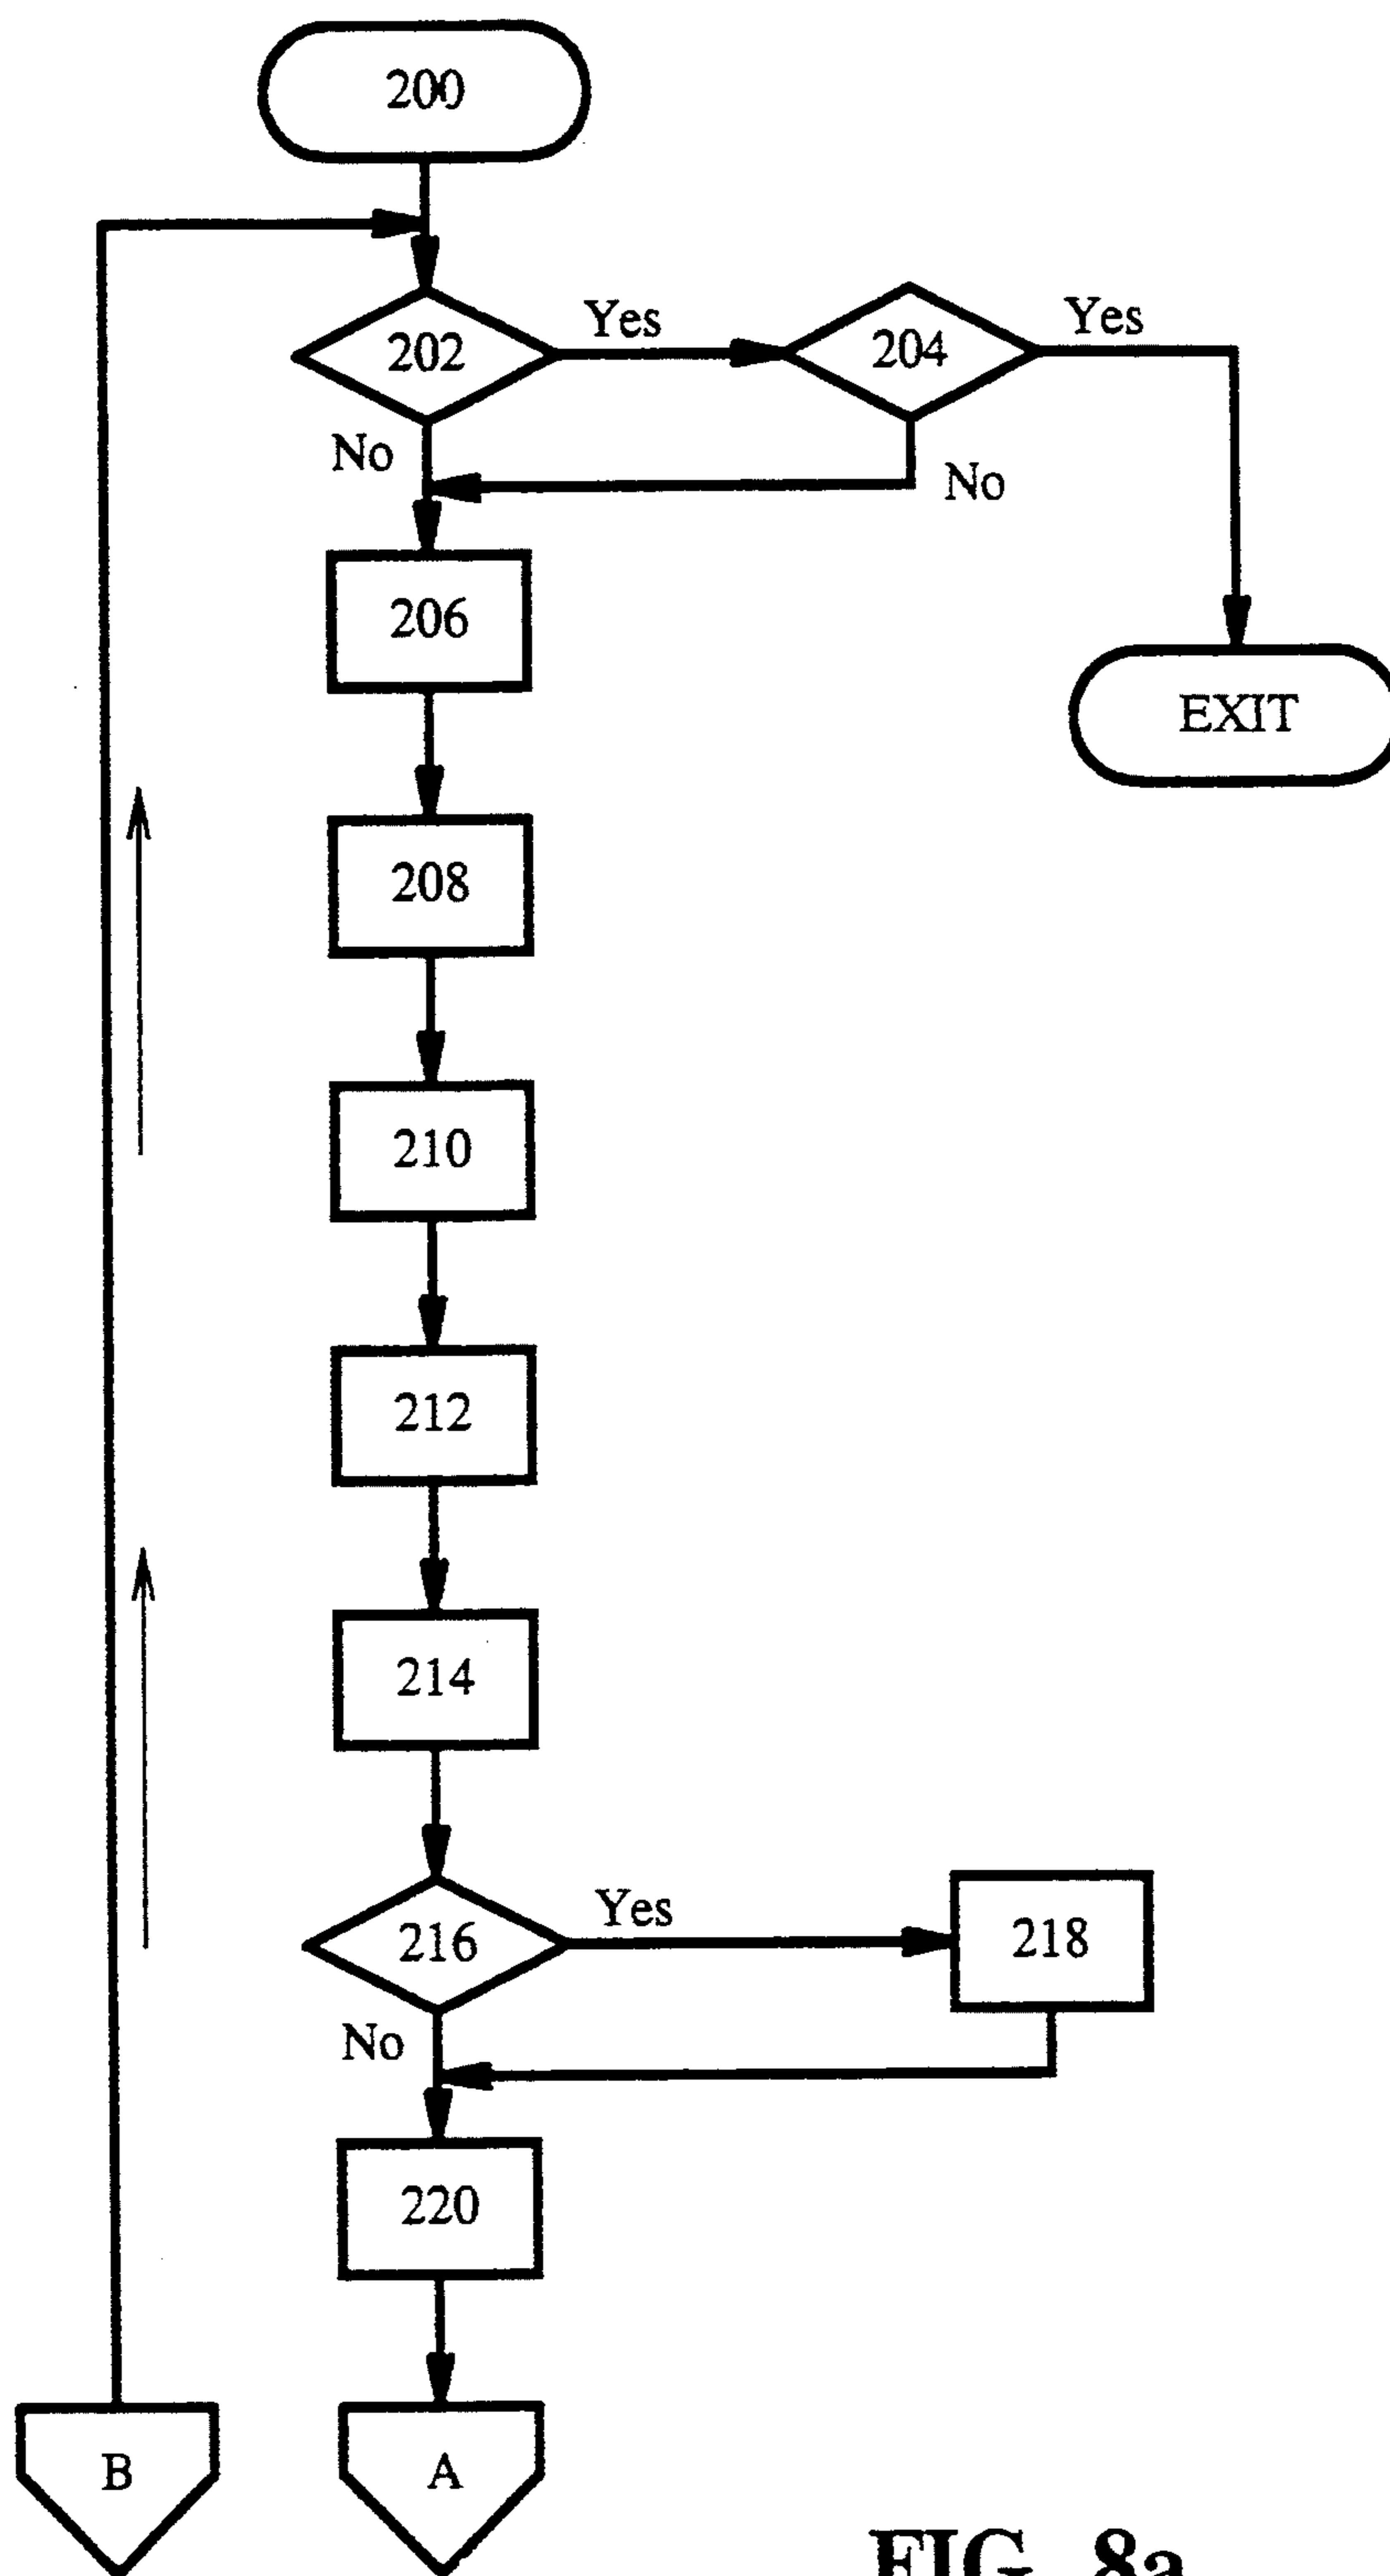 200
202
Yes
204
Yes
No
No
206
EXIT
208
210
212
214
216
Yes
218
No
220
B
A
FIG. 8a